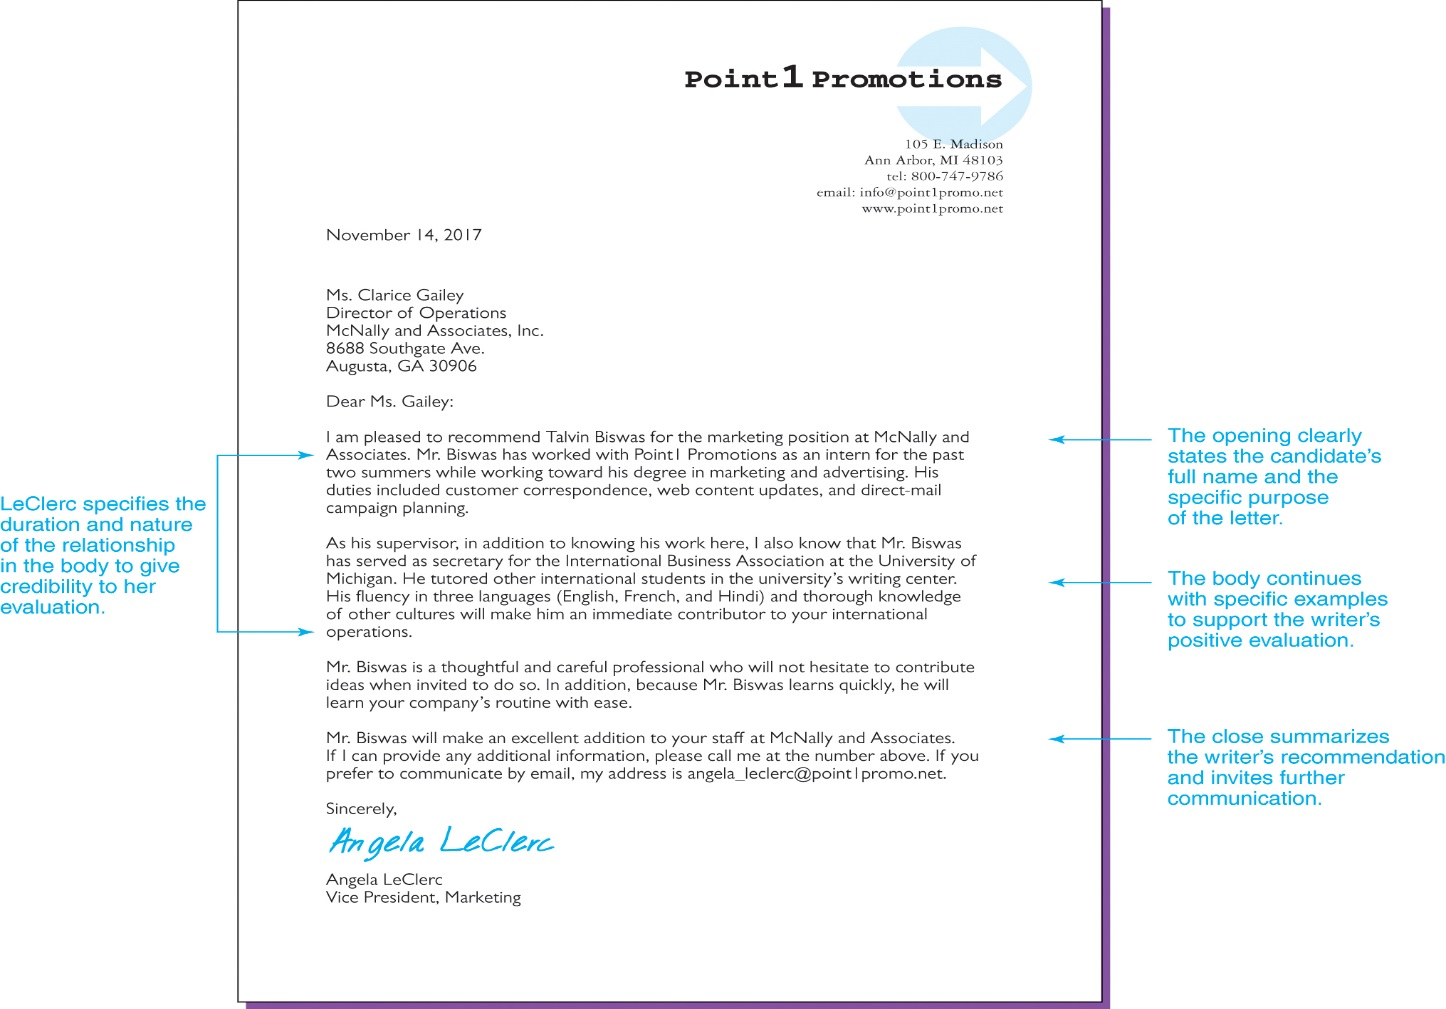 Point1 Promotions
105 E. Madison
Ann Arbor, MI 48103
tel: 800-747-9786
email: info@point1promo.net
www.point1promo.net
November 14, 2017
Ms. Clarice Gailey
Director of Operations
McNally and Associates, Inc.
8688 Southgate Ave.
Augusta, GA 30906
Dear Ms. Gailey:
I am pleased to recommend Talvin Biswas for the marketing position at McNally and
Associates. Mr. Biswas has worked with Point1 Promotions as an intern for the past
two summers while working toward his degree in marketing and advertising. His
duties included customer correspondence, web content updates, and direct-mail
campaign planning.
As his supervisor, in addition to knowing his work here, I also know that Mr. Biswas
has served as secretary for the International Business Association at the University of
Michigan. He tutored other international students in the university's writing center.
His fluency in three languages (English, French, and Hindi) and thorough knowledge
of other cultures will make him an immediate contributor to your international
operations.
Mr. Biswas is a thoughtful and careful professional who will not hesitate to contribute
ideas when invited to do so. In addition, because Mr. Biswas learns quickly, he will
learn your company's routine with ease.
Mr. Biswas will make an excellent addition to your staff at McNally and Associates.
If I can provide any additional information, please call me at the number above. If you
prefer to communicate by email, my address is angela_leclerc@point1promo.net.
Sincerely,
Angela LeClerc
Angela LeClerc
Vice President, Marketing
LeClerc specifies the
duration and nature
of the relationship
in the body to give
credibility to her
evaluation.
The opening clearly
states the candidate's
full name and the
specific purpose
of the letter.
The body continues
with specific examples
to support the writer's
positive evaluation.
The close summarizes
the writer's recommendation
and invites further
communication.